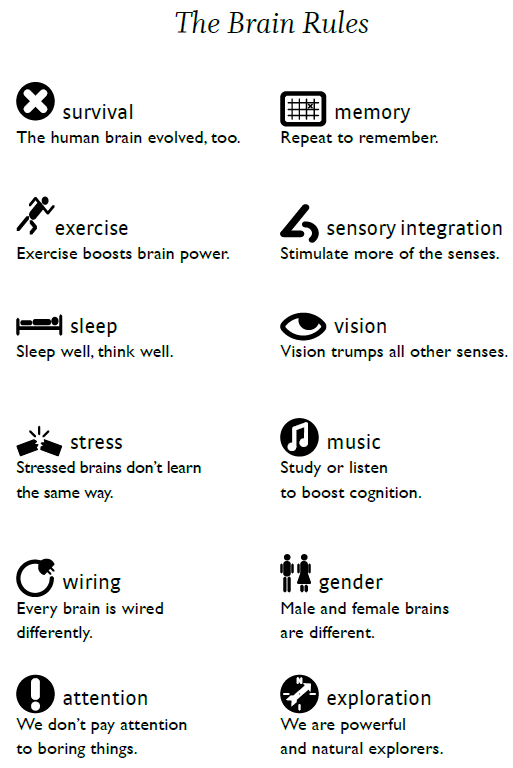 The Brain Rules
survival
The human brain evolved, too.
exercise
Exercise boosts brain power.
sleep
Sleep well, think well.
stress
Stressed brains don't learn
the same way.
wiring
Every brain is wired
differently.
attention
We don't pay attention
to boring things.
memory
Repeat to remember.
sensory integration
Stimulate more of the senses.
vision
Vision trumps all other senses.
music
Study or listen
to boost cognition.
gender
Male and female brains
are different.
N
exploration
We are powerful
and natural explorers.